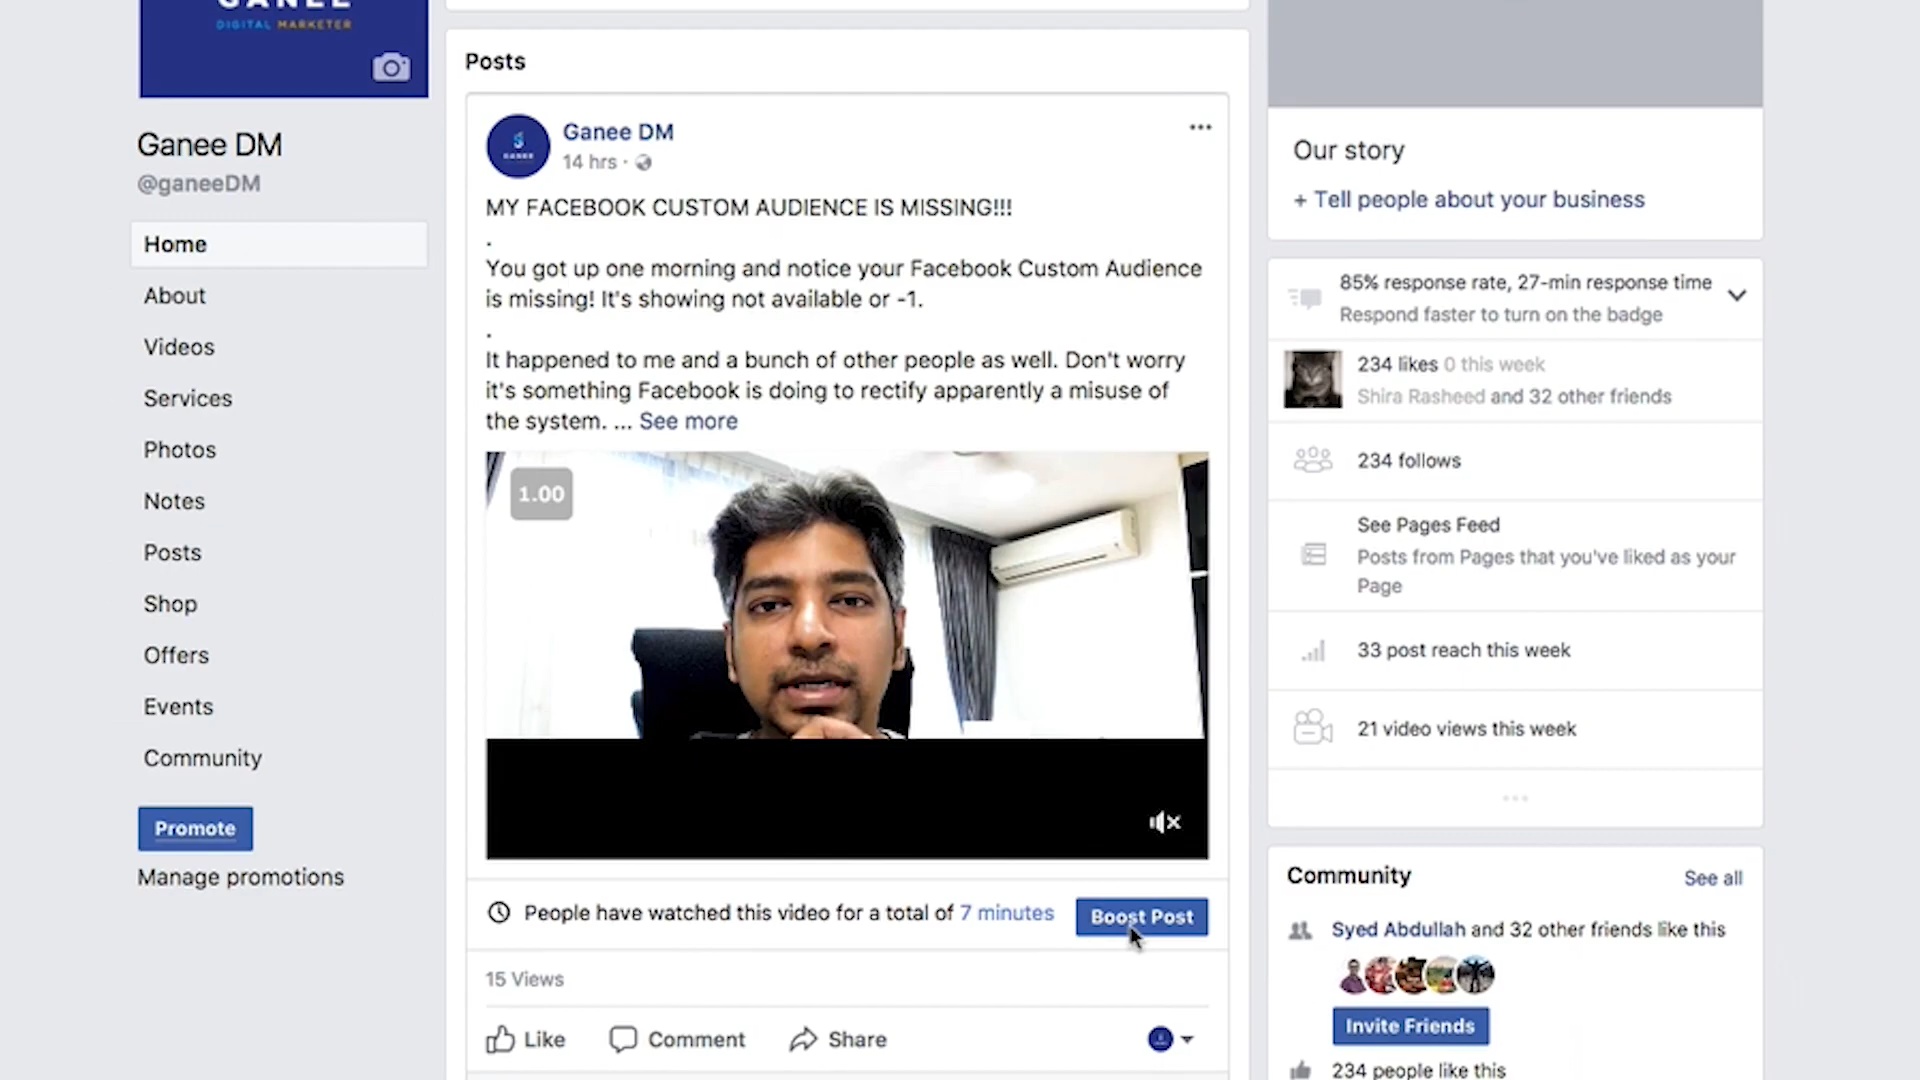 GANEE
DIGITAL MARKETER
Ganee DM
@ganeeDM
Home
About
Videos
Services
Photos
Notes
Posts
Shop
Offers
Events
Community
Promote
Manage promotions
Posts
GANEE
Ganee DM
14 hrs ·
MY FACEBOOK CUSTOM AUDIENCE IS MISSING!!!
.
You got up one morning and notice your Facebook Custom Audience
is missing! It's showing not available or -1.
.
It happened to me and a bunch of other people as well. Don't worry
it's something Facebook is doing to rectify apparently a misuse of
the system. ... See more
1.00
People have watched this video for a total of 7 minutes
Boost Post
15 Views
Like
Comment
Share
Our story
+ Tell people about your business
85% response rate, 27-min response time
Respond faster to turn on the badge
234 likes 0 this week
Shira Rasheed and 32 other friends
234 follows
See Pages Feed
Posts from Pages that you've liked as your
Page
33 post reach this week
21 video views this week
Community
See all
Syed Abdullah and 32 other friends like this
Invite Friends
234 people like this